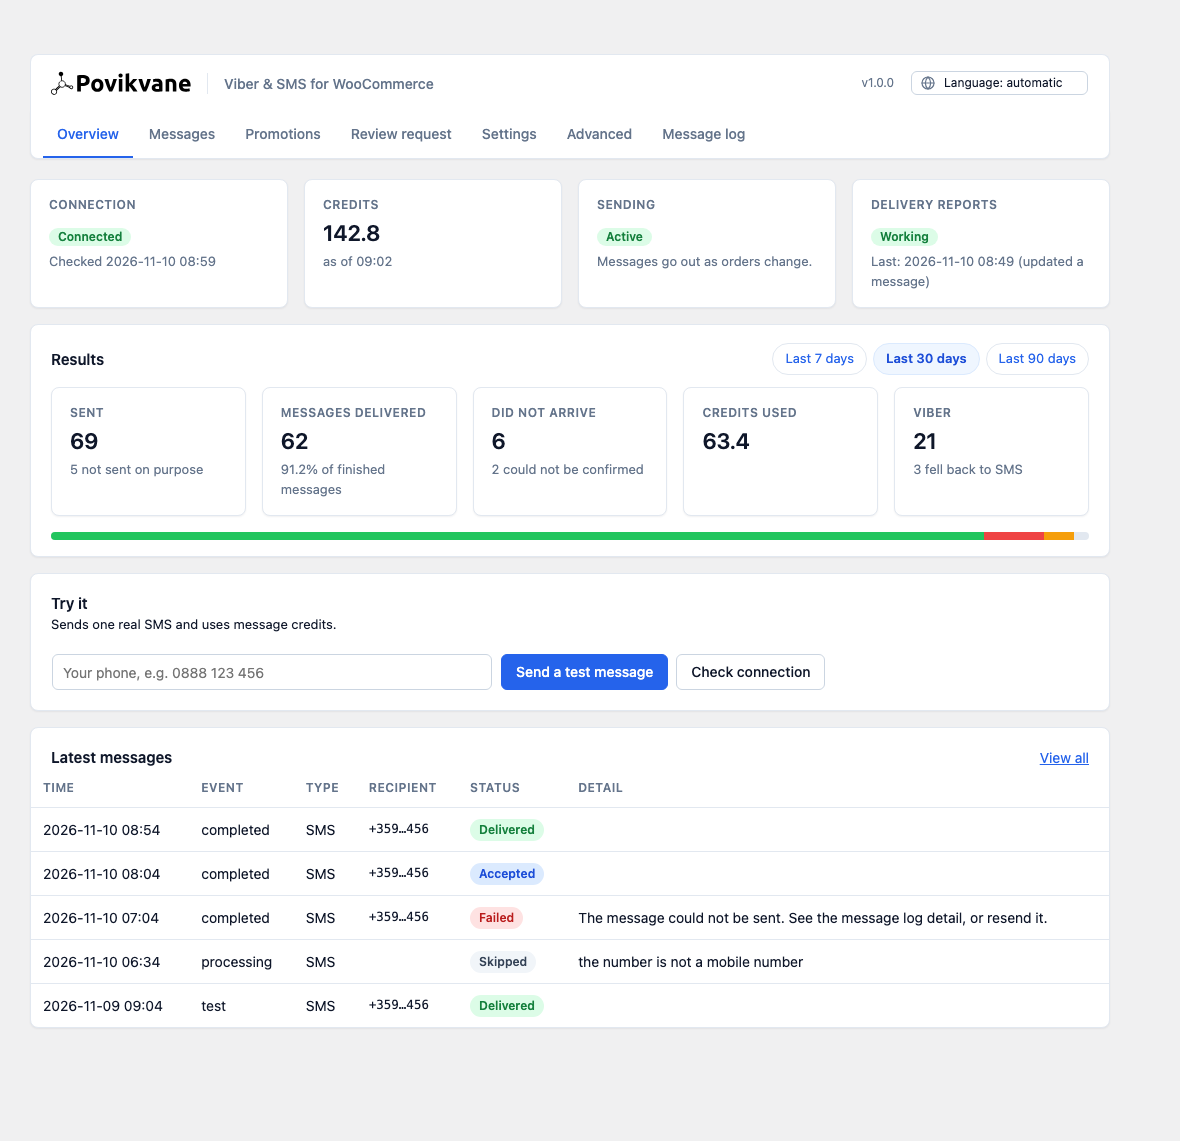 Povikvane
Viber & SMS for WooCommerce
v1.0.0
Language: automatic
Overview
Messages
Promotions
Review request
Settings
Advanced
Message log
CONNECTION
Connected
Checked 2026-11-10 08:59
CREDITS
142.8
as of 09:02
SENDING
Active
Messages go out as orders change.
DELIVERY REPORTS
Working
Last: 2026-11-10 08:49 (updated a
message)
Results
Last 7 days
Last 30 days
Last 90 days
SENT
69
5 not sent on purpose
MESSAGES DELIVERED
62
91.2% of finished
messages
DID NOT ARRIVE
6
2 could not be confirmed
CREDITS USED
63.4
VIBER
21
3 fell back to SMS
Try it
Sends one real SMS and uses message credits.
Your phone, e.g. 0888 123 456
Send a test message
Check connection
Latest messages
View all
TIME EVENT TYPE RECIPIENT STATUS DETAIL
2026-11-10 08:54 completed SMS +359…456 Delivered
2026-11-10 08:04 completed SMS +359…456 Accepted
2026-11-10 07:04 completed SMS +359…456 Failed The message could not be sent. See the message log detail, or resend it.
2026-11-10 06:34 processing SMS Skipped the number is not a mobile number
2026-11-09 09:04 test SMS +359…456 Delivered